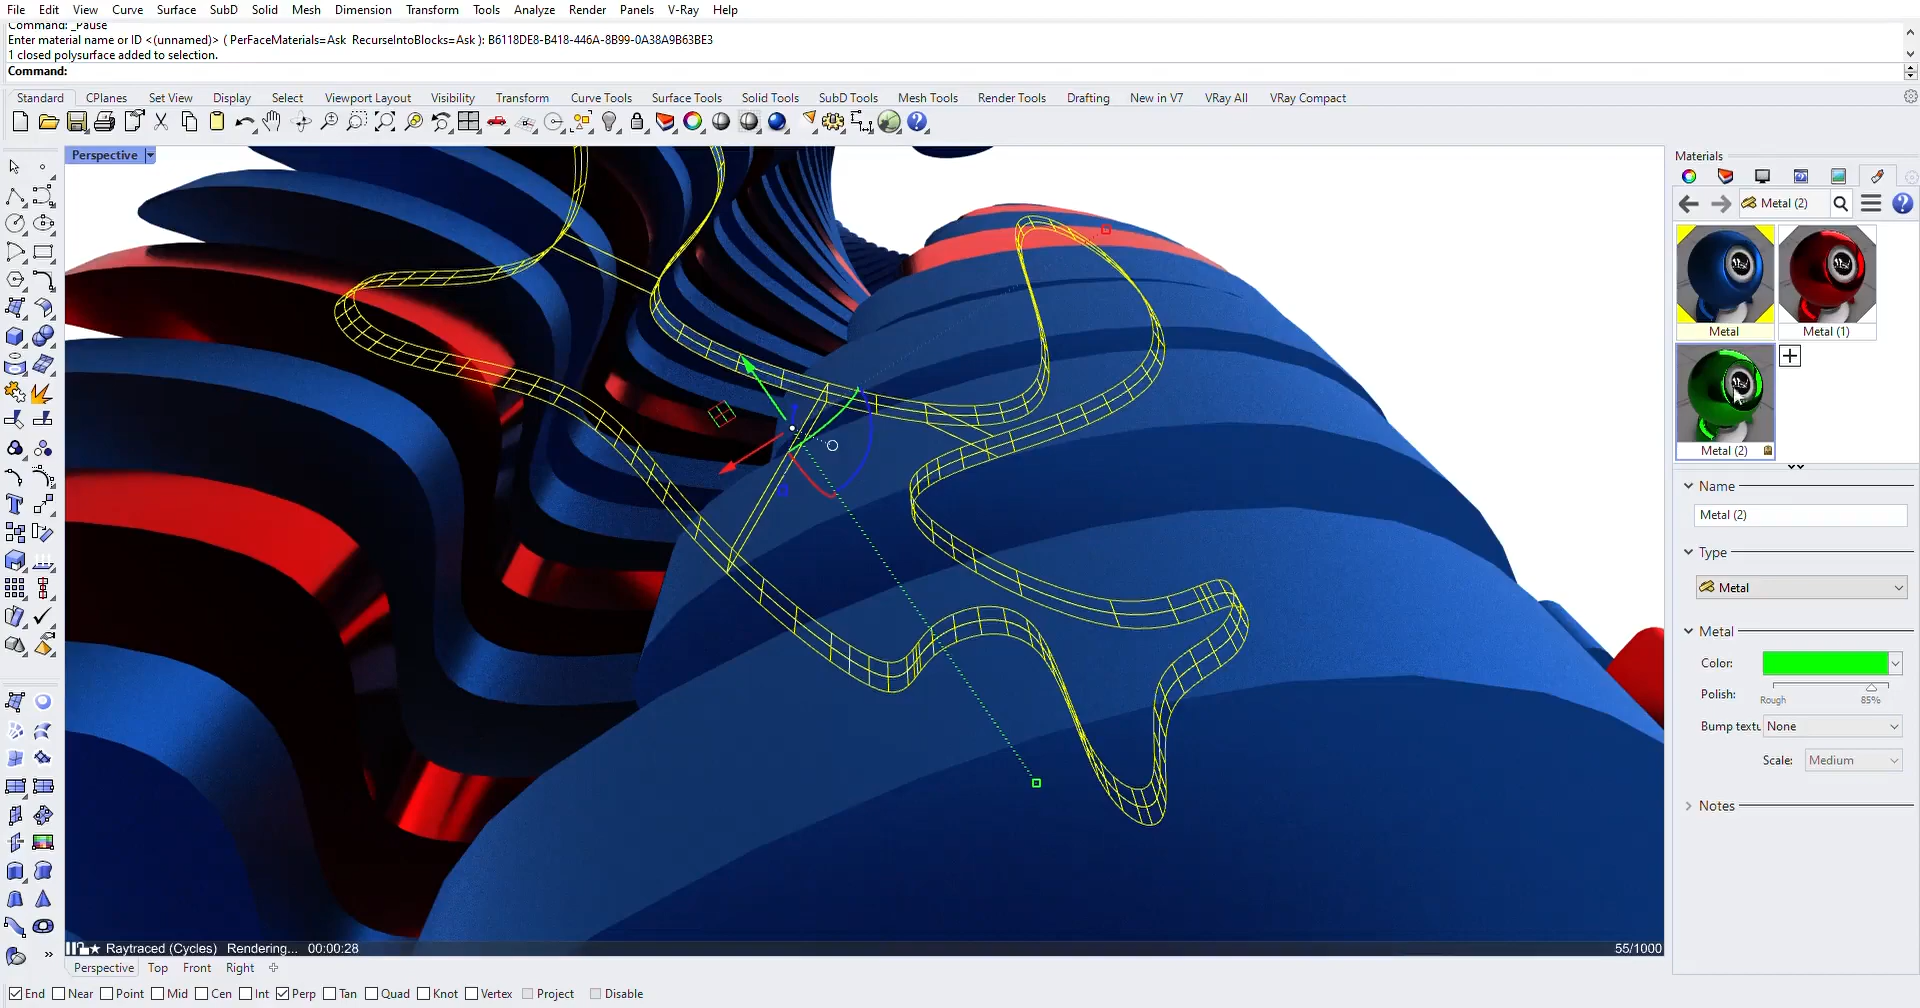 File Edit View Curve Surface SubD Solid Mesh Dimension Transform Tools Analyze Render Panels V-Ray Help
Command: _Pause
Enter material name or ID <(unnamed)> ( PerFaceMaterials=Ask RecurseIntoBlocks=Ask ): B6118DE8-B418-446A-8B99-0A38A9B63BE3
1 closed polysurface added to selection.
Command:
Standard CPlanes Set View Display Select Viewport Layout Visibility Transform Curve Tools Surface Tools Solid Tools SubD Tools Mesh Tools Render Tools Drafting New in V7 VRay All VRay Compact
Perspective
Materials
Metal (2)
Metal Metal (1)
Metal (2)
Name
Metal (2)
Type
Metal
Metal
Color:
Polish:
Rough 85%
Bump textu None
Scale: Medium
Notes
Raytraced (Cycles) Rendering... 00:00:28 55/1000
Perspective Top Front Right
End Near Point Mid Cen Int Perp Tan Quad Knot Vertex Project Disable